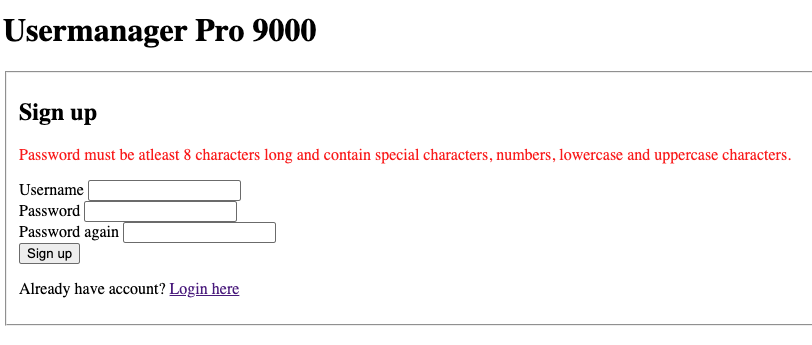 Usermanager Pro 9000
Sign up
Password must be atleast 8 characters long and contain special characters, numbers, lowercase and uppercase characters.
Username
Password
Password again
Sign up
Already have account? Login here